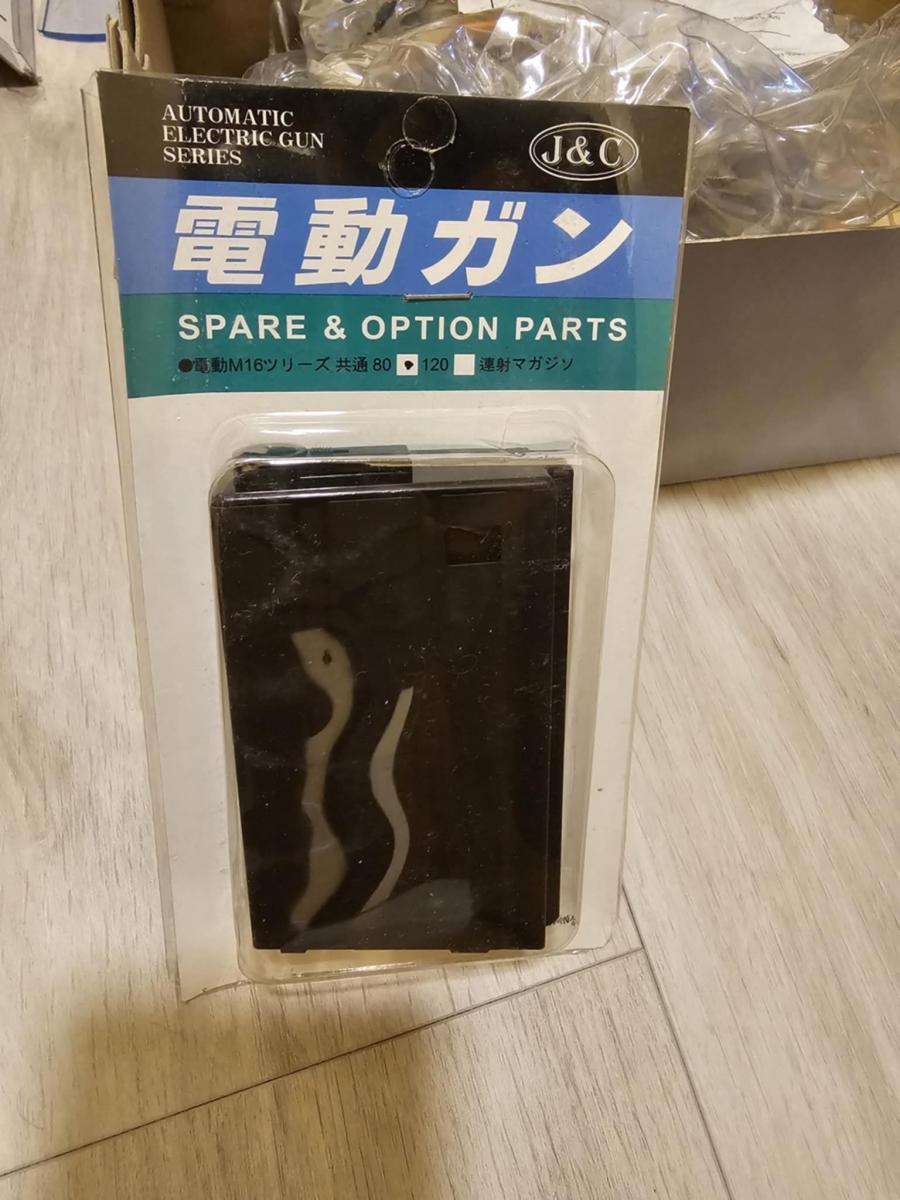 AUTOMATIC
ELECTRIC GUN
SERIES
J&C
電動ガン
SPARE & OPTION PARTS
●電動M16ツリーズ 共通 80 120 連射マガジソ